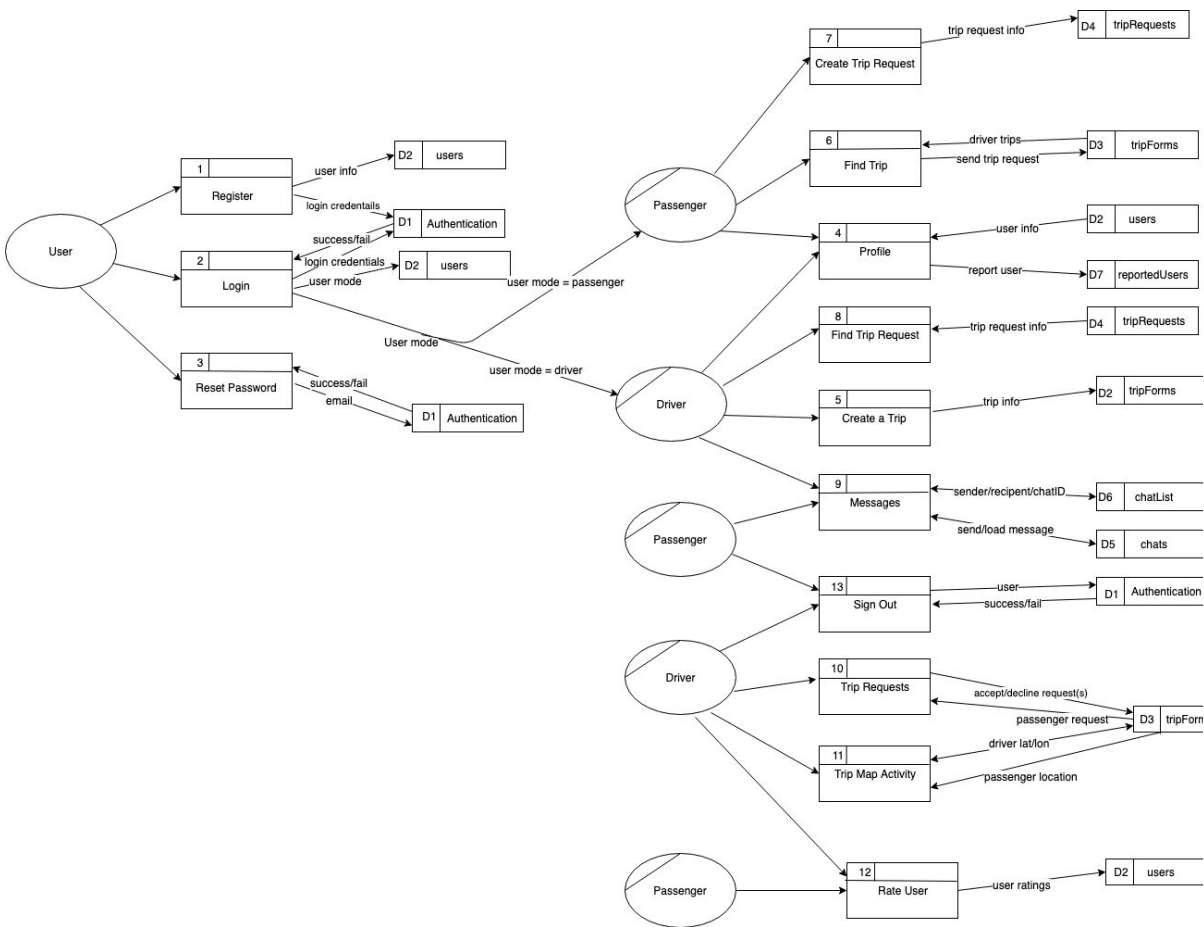 7
Create Trip Request
trip request info
D4 tripRequests
6
Find Trip
driver trips
send trip request
D3 tripForms
1
Register
user info
D2 users
login credentails
D1 Authentication
User
success/fail
login credentials
2
Login
user mode
D2 users
user mode = passenger
User mode
user mode = driver
3
Reset Password
success/fail
email
D1 Authentication
Passenger
4
Profile
user info
D2 users
report user
D7 reportedUsers
8
Find Trip Request
trip request info
D4 tripRequests
Driver
5
Create a Trip
trip info
D2 tripForms
9
Messages
sender/recipent/chatID
D6 chatList
send/load message
D5 chats
Passenger
13
Sign Out
user
success/fail
D1 Authentication
Driver
10
Trip Requests
accept/decline request(s)
passenger request
D3 tripForm
11
Trip Map Activity
driver lat/lon
passenger location
Passenger
12
Rate User
user ratings
D2 users